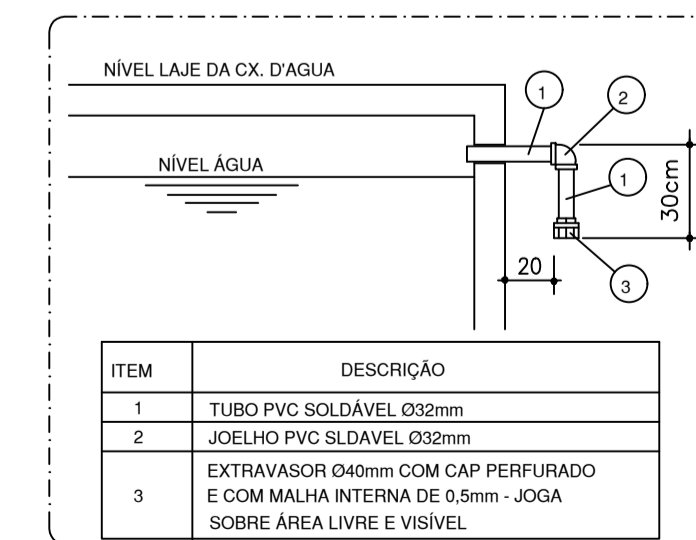 NÍVEL LAJE DA CX. D'AGUA
1
2
NÍVEL ÁGUA
1
30cm
20
3
ITEM DESCRIÇÃO
1 TUBO PVC SOLDÁVEL Ø32mm
2 JOELHO PVC SLDAVEL Ø32mm
3 EXTRAVASOR Ø40mm COM CAP PERFURADO
E COM MALHA INTERNA DE 0,5mm - JOGA
SOBRE ÁREA LIVRE E VISÍVEL